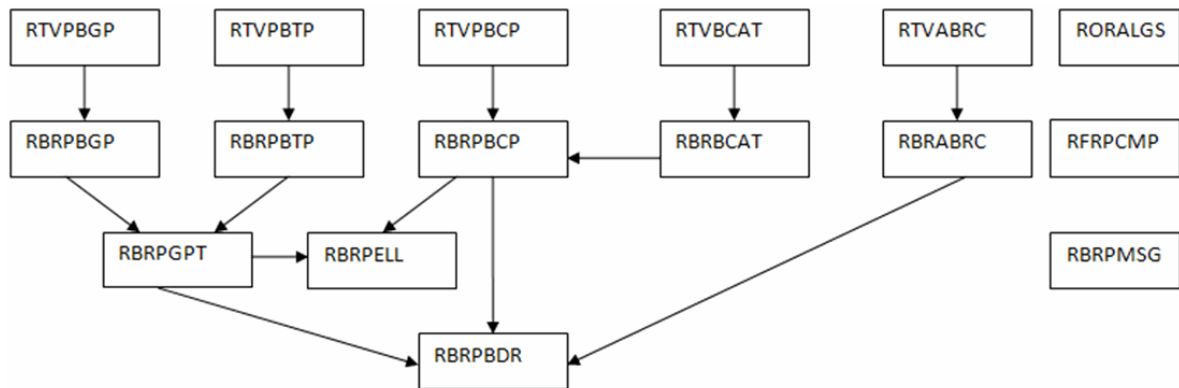 RTVPBGP
RTVPBTP
RTVPBCP
RTVBCAT
RTVABRC
RORALGS
RBRPBGP
RBRPBTP
RBRPBCP
RBRBCAT
RBRABRC
RFRPCMP
RBRPGPT
RBRPELL
RBRPMSG
RBRPBDR